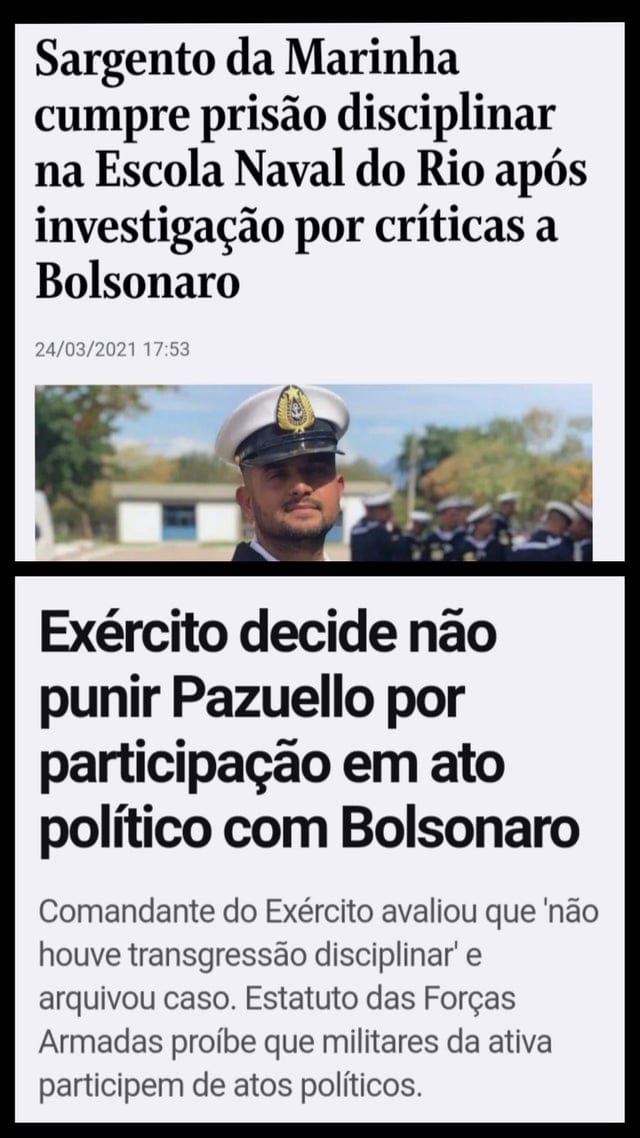 Sargento da Marinha
cumpre prisão disciplinar
na Escola Naval do Rio após
investigação por críticas a
Bolsonaro
24/03/2021 17:53
Exército decide não
punir Pazuello por
participação em ato
político com Bolsonaro
Comandante do Exército avaliou que 'não
houve transgressão disciplinar' e
arquivou caso. Estatuto das Forças
Armadas proíbe que militares da ativa
participem de atos políticos.